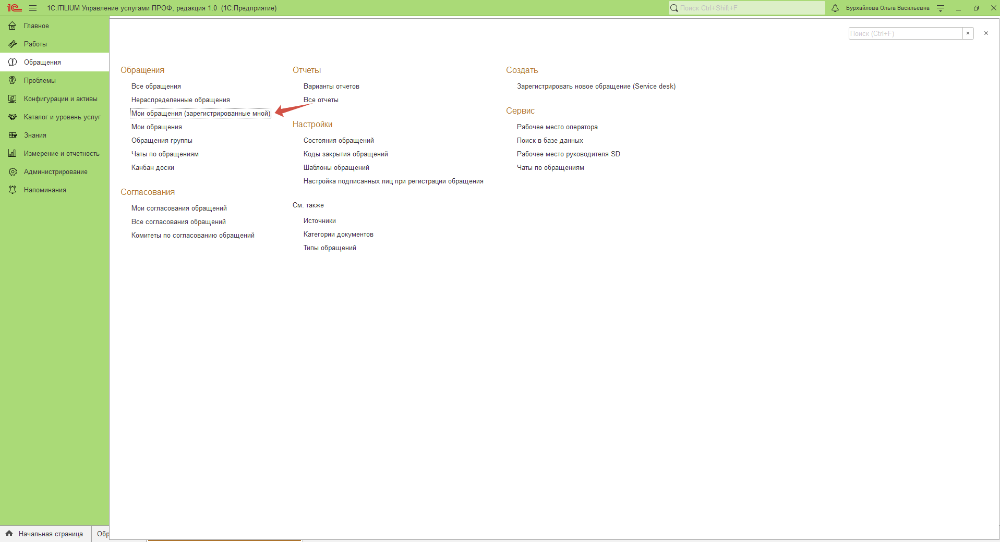 1С:ITILIUM Управление услугами ПРОФ, редакция 1.0 (1С:Предприятие)
Поиск Ctrl+Shift+F
Бурхайлова Ольга Васильевна
Главное
Работы
Обращения
Проблемы
Конфигурации и активы
Каталог и уровень услуг
Знания
Измерение и отчетность
Администрирование
Напоминания
Поиск (Ctrl+F)
Обращения
Все обращения
Нераспределенные обращения
Мои обращения (зарегистрированные мной)
Мои обращения
Обращения группы
Чаты по обращениям
Канбан доски
Согласования
Мои согласования обращений
Все согласования обращений
Комитеты по согласованию обращений
Отчеты
Варианты отчетов
Все отчеты
Настройки
Состояния обращений
Коды закрытия обращений
Шаблоны обращений
Настройка подписанных лиц при регистрации обращения
См. также
Источники
Категории документов
Типы обращений
Создать
Зарегистрировать новое обращение (Service desk)
Сервис
Рабочее место оператора
Поиск в базе данных
Рабочее место руководителя SD
Чаты по обращениям
Начальная страница
Обр